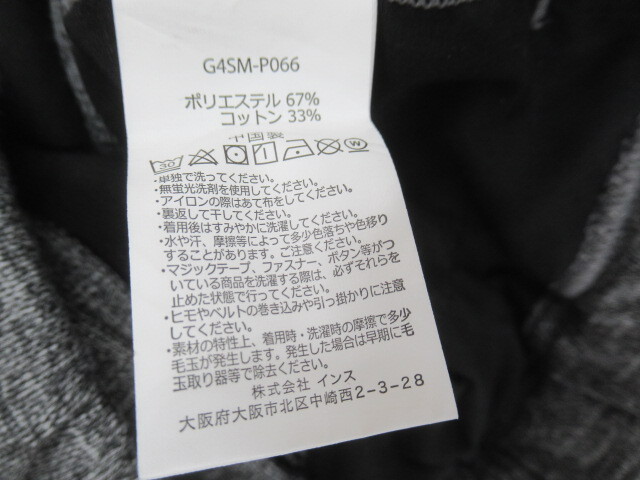 G4SM-P066
ポリエステル 67%
コットン 33%
中国製
30 W
・単独で洗ってください。
・無蛍光洗剤を使用してください。
・アイロンの際はあて布をしてください。
・裏返して干してください。
・着用後はすみやかに洗濯してください。
・水や汗、摩擦等によって多少色落ちや色移り
することがあります。ご注意ください。
・マジックテープ、ファスナー、ボタン等がつ
いている商品を洗濯する際は、必ずそれらを
止めた状態で行ってください。
・ヒモやベルトの巻き込みや引っ掛かりに注意
してください。
・素材の特性上、着用時・洗濯時の摩擦で多少
毛玉が発生します。発生した場合は早期に毛
玉取り器等で除去ください。
株式会社 インス
大阪府大阪市北区中崎西2-3-28